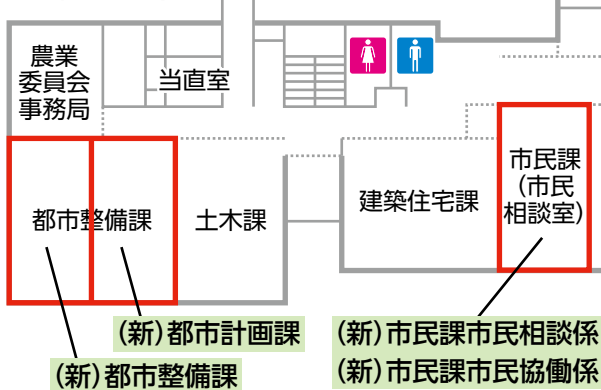 農業
委員会
事務局
当直室
都市整備課
土木課
建築住宅課
市民課
(市民
相談室)
(新)都市計画課
(新)都市整備課
(新)市民課市民相談係
(新)市民課市民協働係